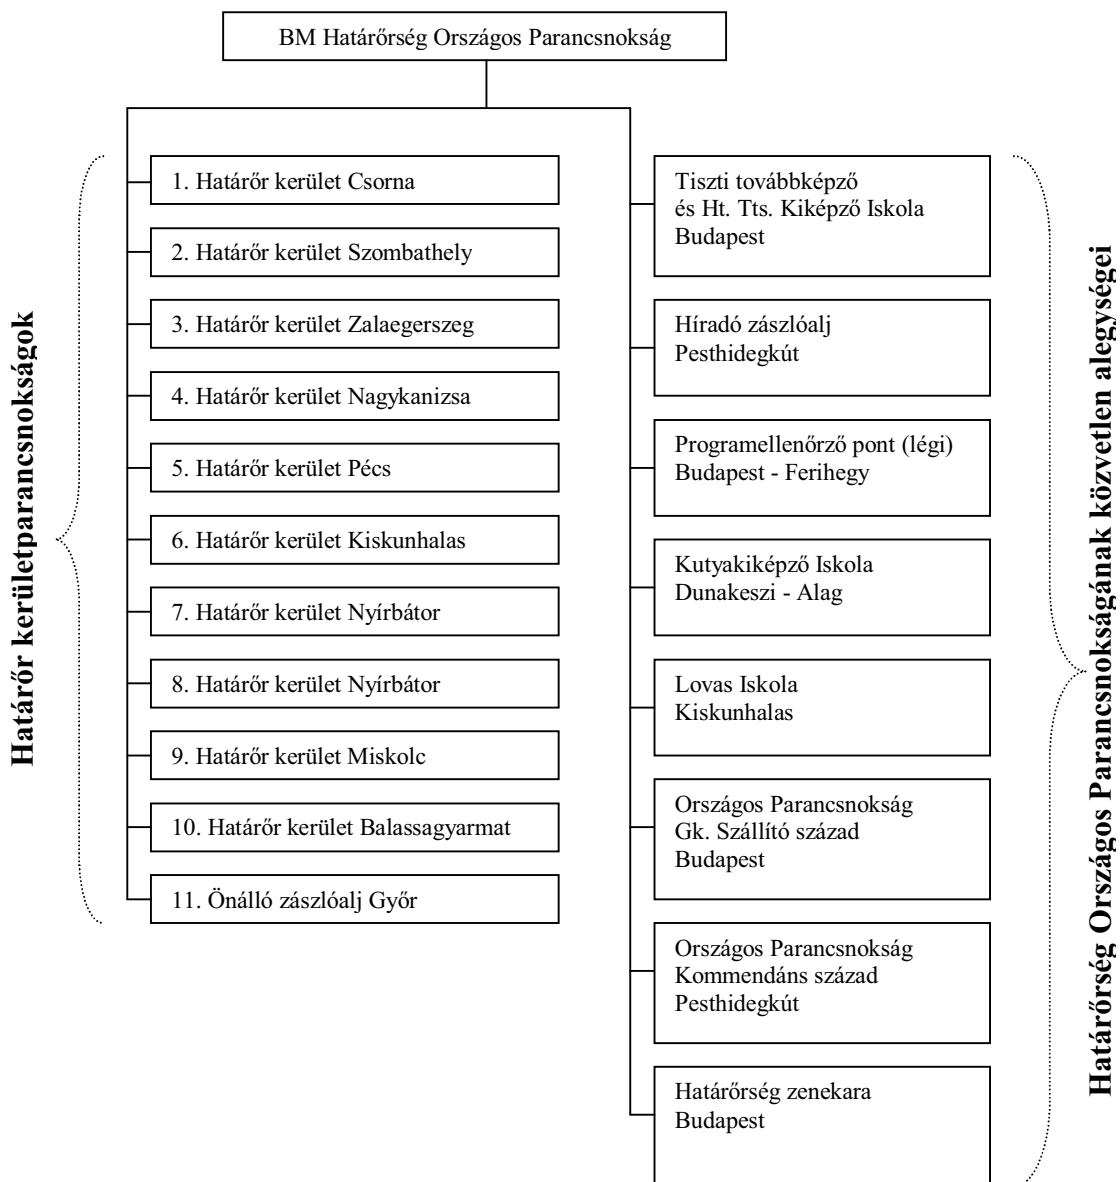 BM Határőrség Országos Parancsnokság
Határőr kerületparancsnokságok
1. Határőr kerület Csorna
2. Határőr kerület Szombathely
3. Határőr kerület Zalaegerszeg
4. Határőr kerület Nagykanizsa
5. Határőr kerület Pécs
6. Határőr kerület Kiskunhalas
7. Határőr kerület Nyírbátor
8. Határőr kerület Nyírbátor
9. Határőr kerület Miskolc
10. Határőr kerület Balassagyarmat
11. Önálló zászlóalj Győr
Tiszti továbbképző
és Ht. Tts. Kiképző Iskola
Budapest
Híradó zászlóalj
Pesthidegkút
Programellenőrző pont (légi)
Budapest - Ferihegy
Kutyakiképző Iskola
Dunakeszi - Alag
Lovas Iskola
Kiskunhalas
Országos Parancsnokság
Gk. Szállító század
Budapest
Országos Parancsnokság
Kommendáns század
Pesthidegkút
Határőrség zenekara
Budapest
Határőrség Országos Parancsnokságának közvetlen alegységei